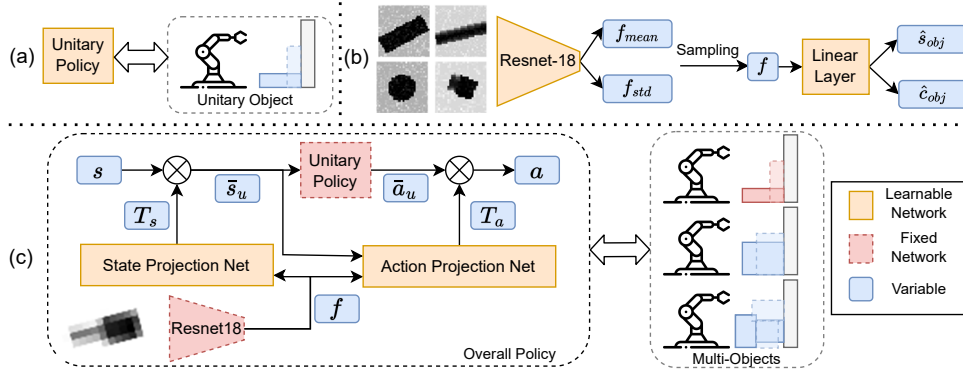 (a)
Unitary
Policy
Unitary Object
(b)
Resnet-18
f_mean
f_std
Sampling
f
Linear
Layer
ŝ_obj
ĉ_obj
(c)
s
s̄_u
Unitary
Policy
ā_u
a
T_s
T_a
State Projection Net
Action Projection Net
f
Resnet18
Overall Policy
Multi-Objects
Learnable
Network
Fixed
Network
Variable